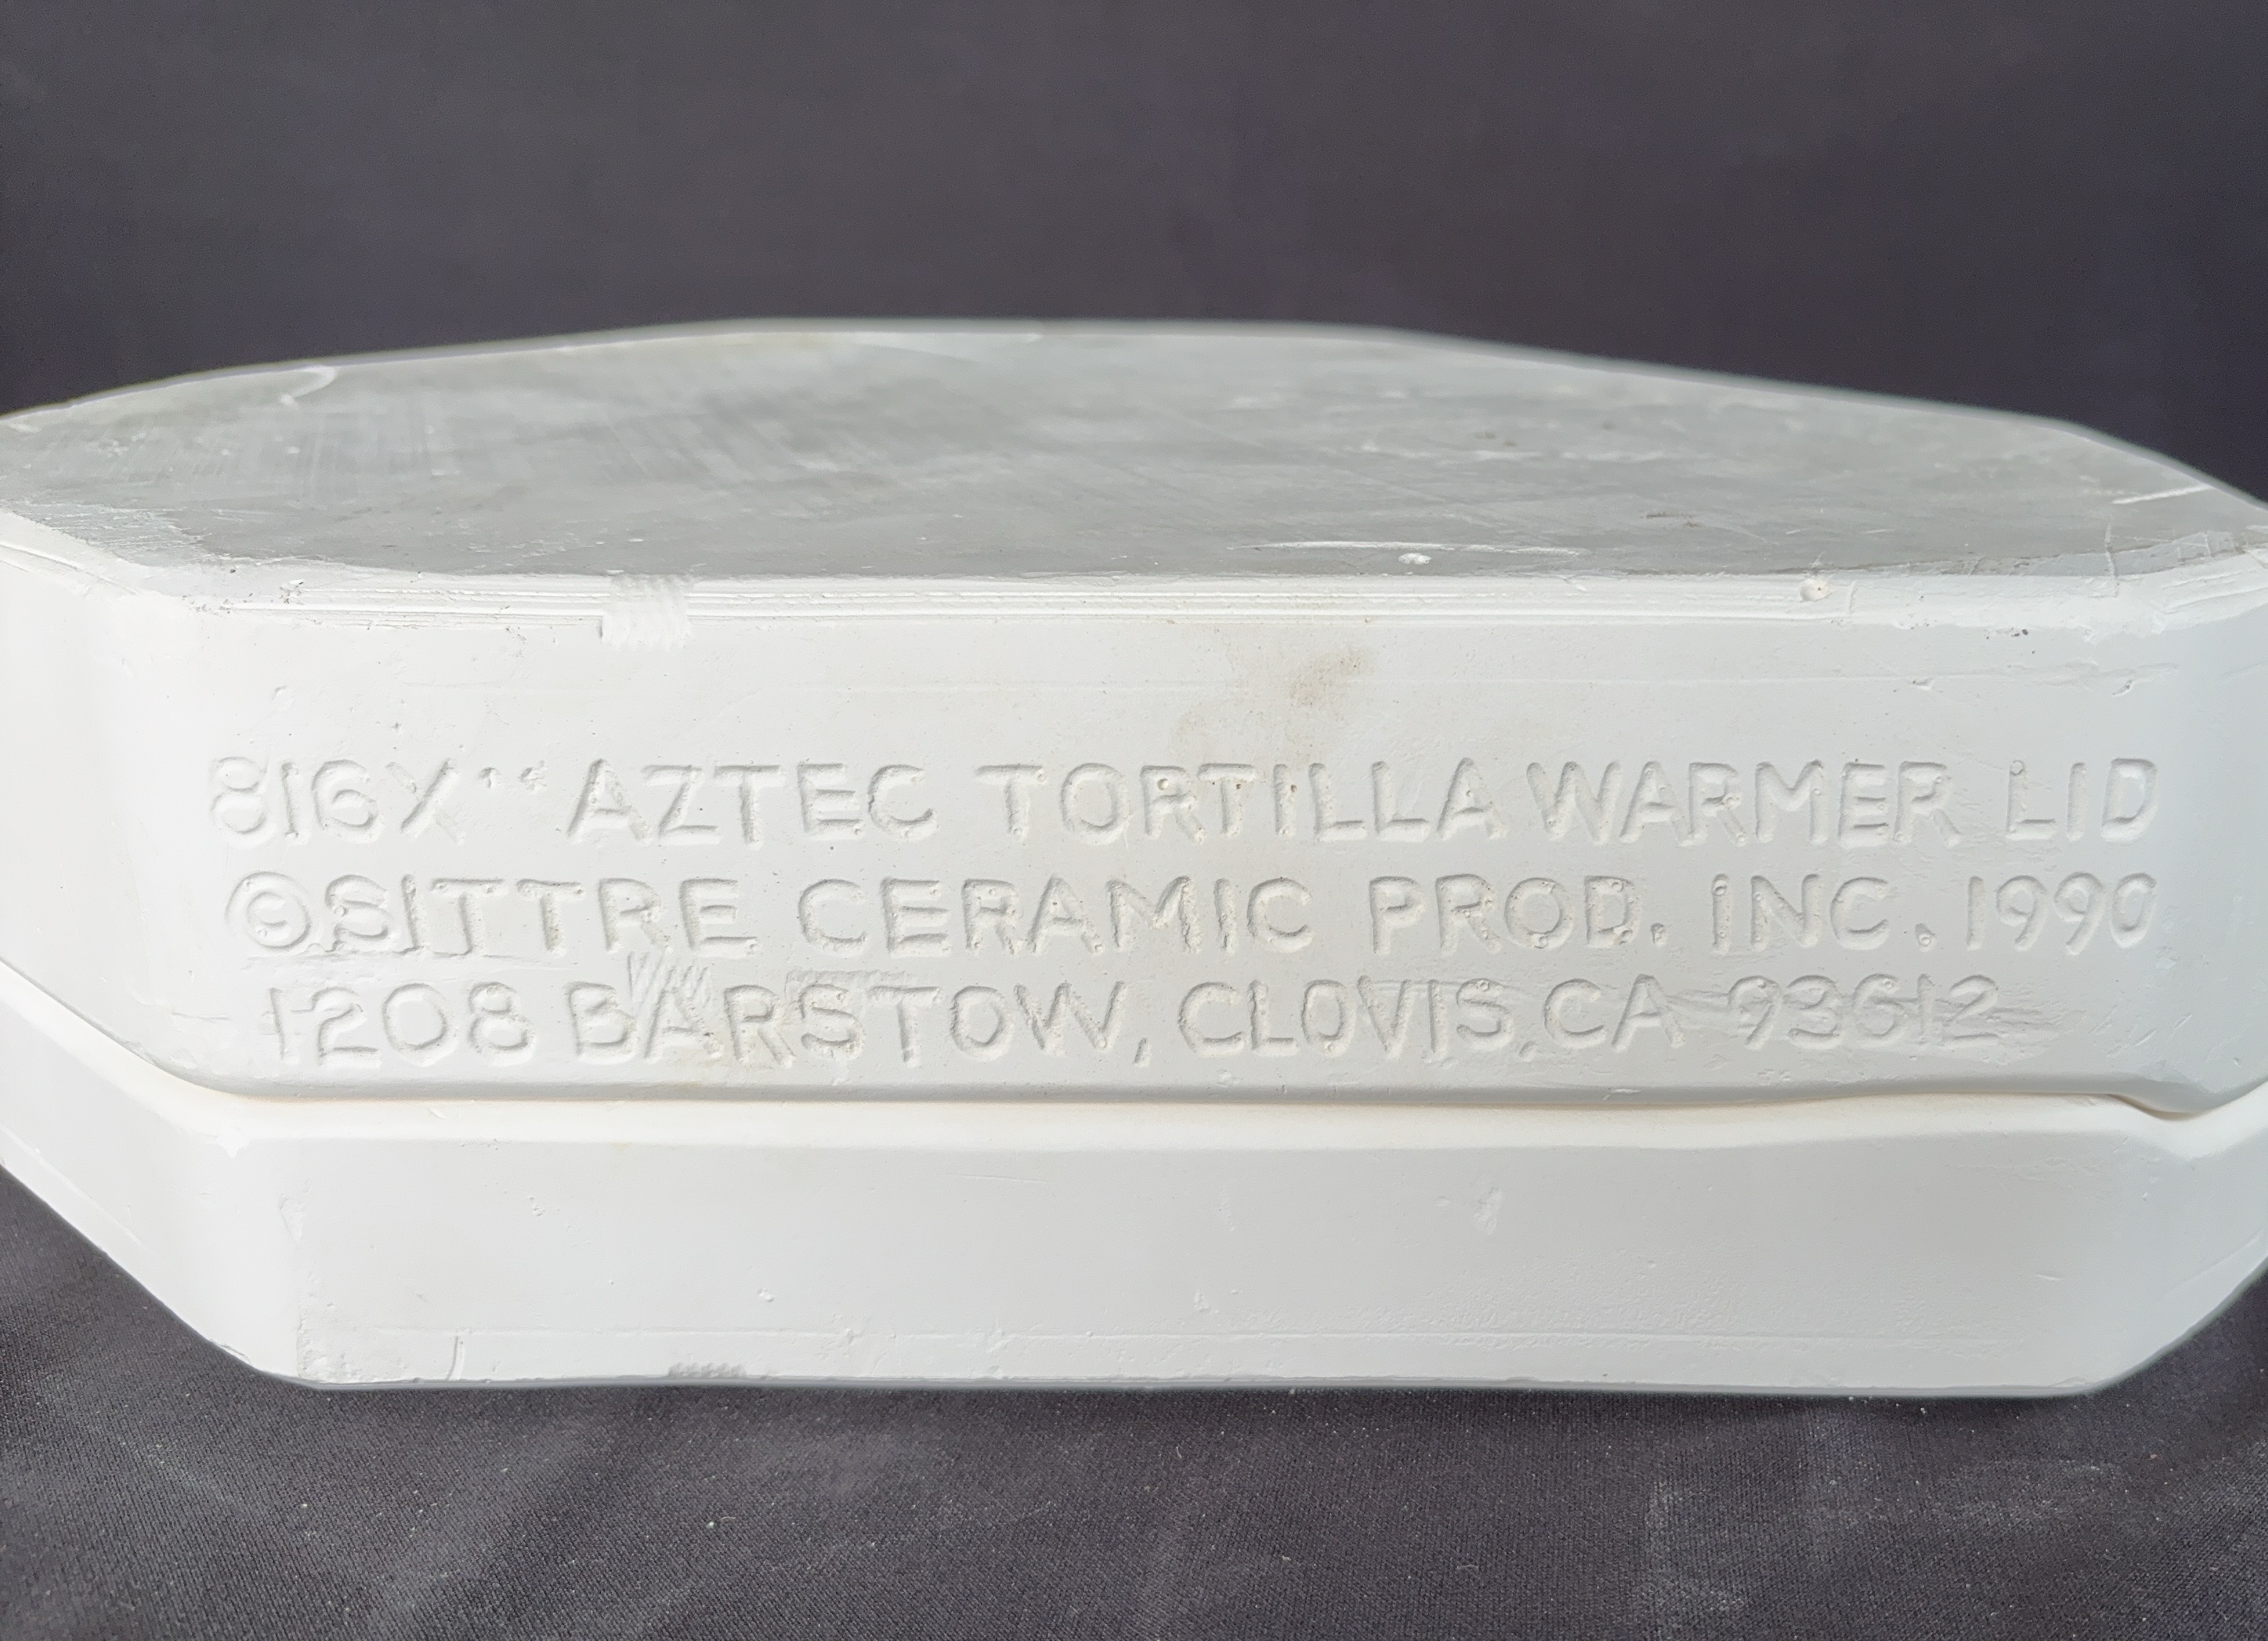 816X" AZTEC TORTILLA WARMER LID
©SITTRE CERAMIC PROD. INC. 1990
1208 BARSTOW, CLOVIS, CA 93612